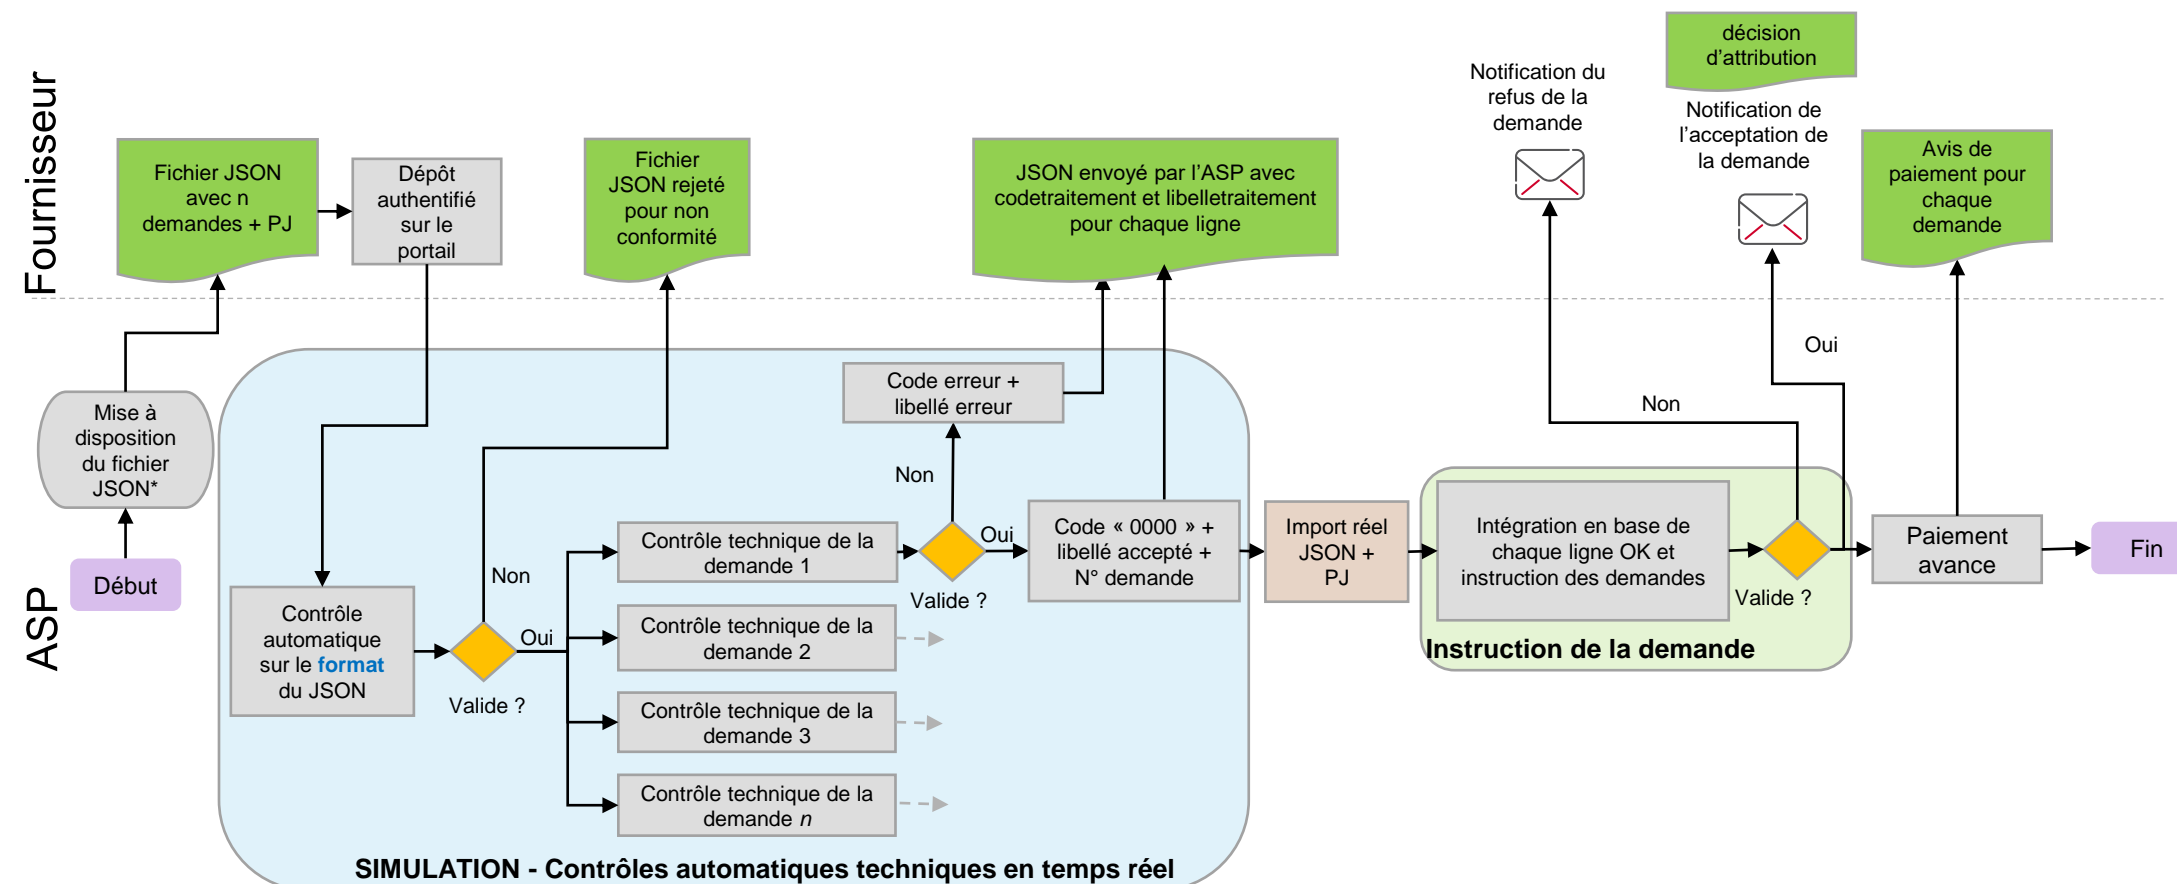 Fournisseur
Fichier JSON
avec n
demandes + PJ
Dépôt
authentifié
sur le
portail
Fichier
JSON rejeté
pour non
conformité
JSON envoyé par l'ASP avec
codetraitement et libelletraitement
pour chaque ligne
Notification du
refus de la
demande
décision
d'attribution
Notification de
l'acceptation de
la demande
Avis de
paiement pour
chaque
demande
ASP
Début
Mise à
disposition
du fichier
JSON*
Contrôle
automatique
sur le format
du JSON
Valide ?
Non
Oui
Contrôle technique de la
demande 1
Contrôle technique de la
demande 2
Contrôle technique de la
demande 3
Contrôle technique de la
demande n
Code erreur +
libellé erreur
Non
Oui
Valide ?
Code « 0000 » +
libellé accepté +
N° demande
SIMULATION - Contrôles automatiques techniques en temps réel
Import réel
JSON +
PJ
Intégration en base de
chaque ligne OK et
instruction des demandes
Valide ?
Instruction de la demande
Non
Oui
Paiement
avance
Fin